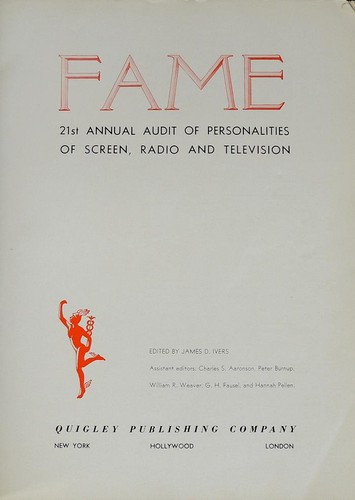 FAME
21st ANNUAL AUDIT OF PERSONALITIES
OF SCREEN, RADIO AND TELEVISION
EDITED BY JAMES D. IVERS
Assistant editors: Charles S. Aaronson, Peter Burnup,
William R. Weaver, G. H. Fausel, and Hannah Pellen.
QUIGLEY PUBLISHING COMPANY
NEW YORK HOLLYWOOD LONDON